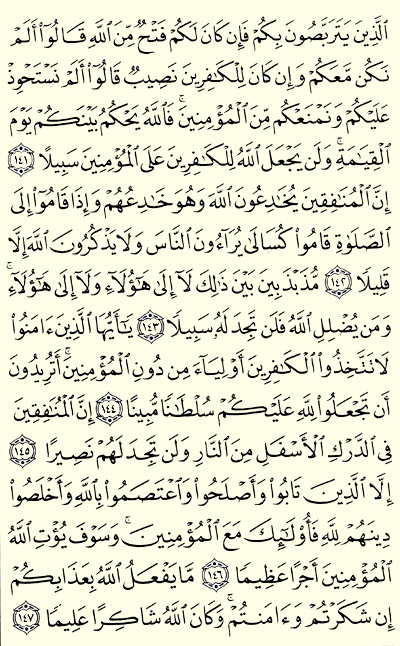 ٱلَّذِينَ يَتَرَبَّصُونَ بِكُمْ فَإِن كَانَ لَكُمْ فَتْحٌ مِّنَ ٱللَّهِ قَالُوٓا۟ أَلَمْ
نَكُن مَّعَكُمْ وَإِن كَانَ لِلْكَٰفِرِينَ نَصِيبٌ قَالُوٓا۟ أَلَمْ نَسْتَحْوِذْ
عَلَيْكُمْ وَنَمْنَعْكُم مِّنَ ٱلْمُؤْمِنِينَ ۚ فَٱللَّهُ يَحْكُمُ بَيْنَكُمْ يَوْمَ
ٱلْقِيَٰمَةِ ۗ وَلَن يَجْعَلَ ٱللَّهُ لِلْكَٰفِرِينَ عَلَى ٱلْمُؤْمِنِينَ سَبِيلًا ١٤١
إِنَّ ٱلْمُنَٰفِقِينَ يُخَٰدِعُونَ ٱللَّهَ وَهُوَ خَٰدِعُهُمْ وَإِذَا قَامُوٓا۟ إِلَى
ٱلصَّلَوٰةِ قَامُوا۟ كُسَالَىٰ يُرَآءُونَ ٱلنَّاسَ وَلَا يَذْكُرُونَ ٱللَّهَ إِلَّا
قَلِيلًا ١٤٢ مُّذَبْذَبِينَ بَيْنَ ذَٰلِكَ لَآ إِلَىٰ هَٰٓؤُلَآءِ وَلَآ إِلَىٰ هَٰٓؤُلَآءِ ۚ
وَمَن يُضْلِلِ ٱللَّهُ فَلَن تَجِدَ لَهُۥ سَبِيلًا ١٤٣ يَٰٓأَيُّهَا ٱلَّذِينَ ءَامَنُوا۟
لَا تَتَّخِذُوا۟ ٱلْكَٰفِرِينَ أَوْلِيَآءَ مِن دُونِ ٱلْمُؤْمِنِينَ ۚ أَتُرِيدُونَ
أَن تَجْعَلُوا۟ لِلَّهِ عَلَيْكُمْ سُلْطَٰنًا مُّبِينًا ١٤٤ إِنَّ ٱلْمُنَٰفِقِينَ
فِى ٱلدَّرْكِ ٱلْأَسْفَلِ مِنَ ٱلنَّارِ وَلَن تَجِدَ لَهُمْ نَصِيرًا ١٤٥
إِلَّا ٱلَّذِينَ تَابُوا۟ وَأَصْلَحُوا۟ وَٱعْتَصَمُوا۟ بِٱللَّهِ وَأَخْلَصُوا۟
دِينَهُمْ لِلَّهِ فَأُو۟لَٰٓئِكَ مَعَ ٱلْمُؤْمِنِينَ ۖ وَسَوْفَ يُؤْتِ ٱللَّهُ
ٱلْمُؤْمِنِينَ أَجْرًا عَظِيمًا ١٤٦ مَّا يَفْعَلُ ٱللَّهُ بِعَذَابِكُمْ
إِن شَكَرْتُمْ وَءَامَنتُمْ ۚ وَكَانَ ٱللَّهُ شَاكِرًا عَلِيمًا ١٤٧